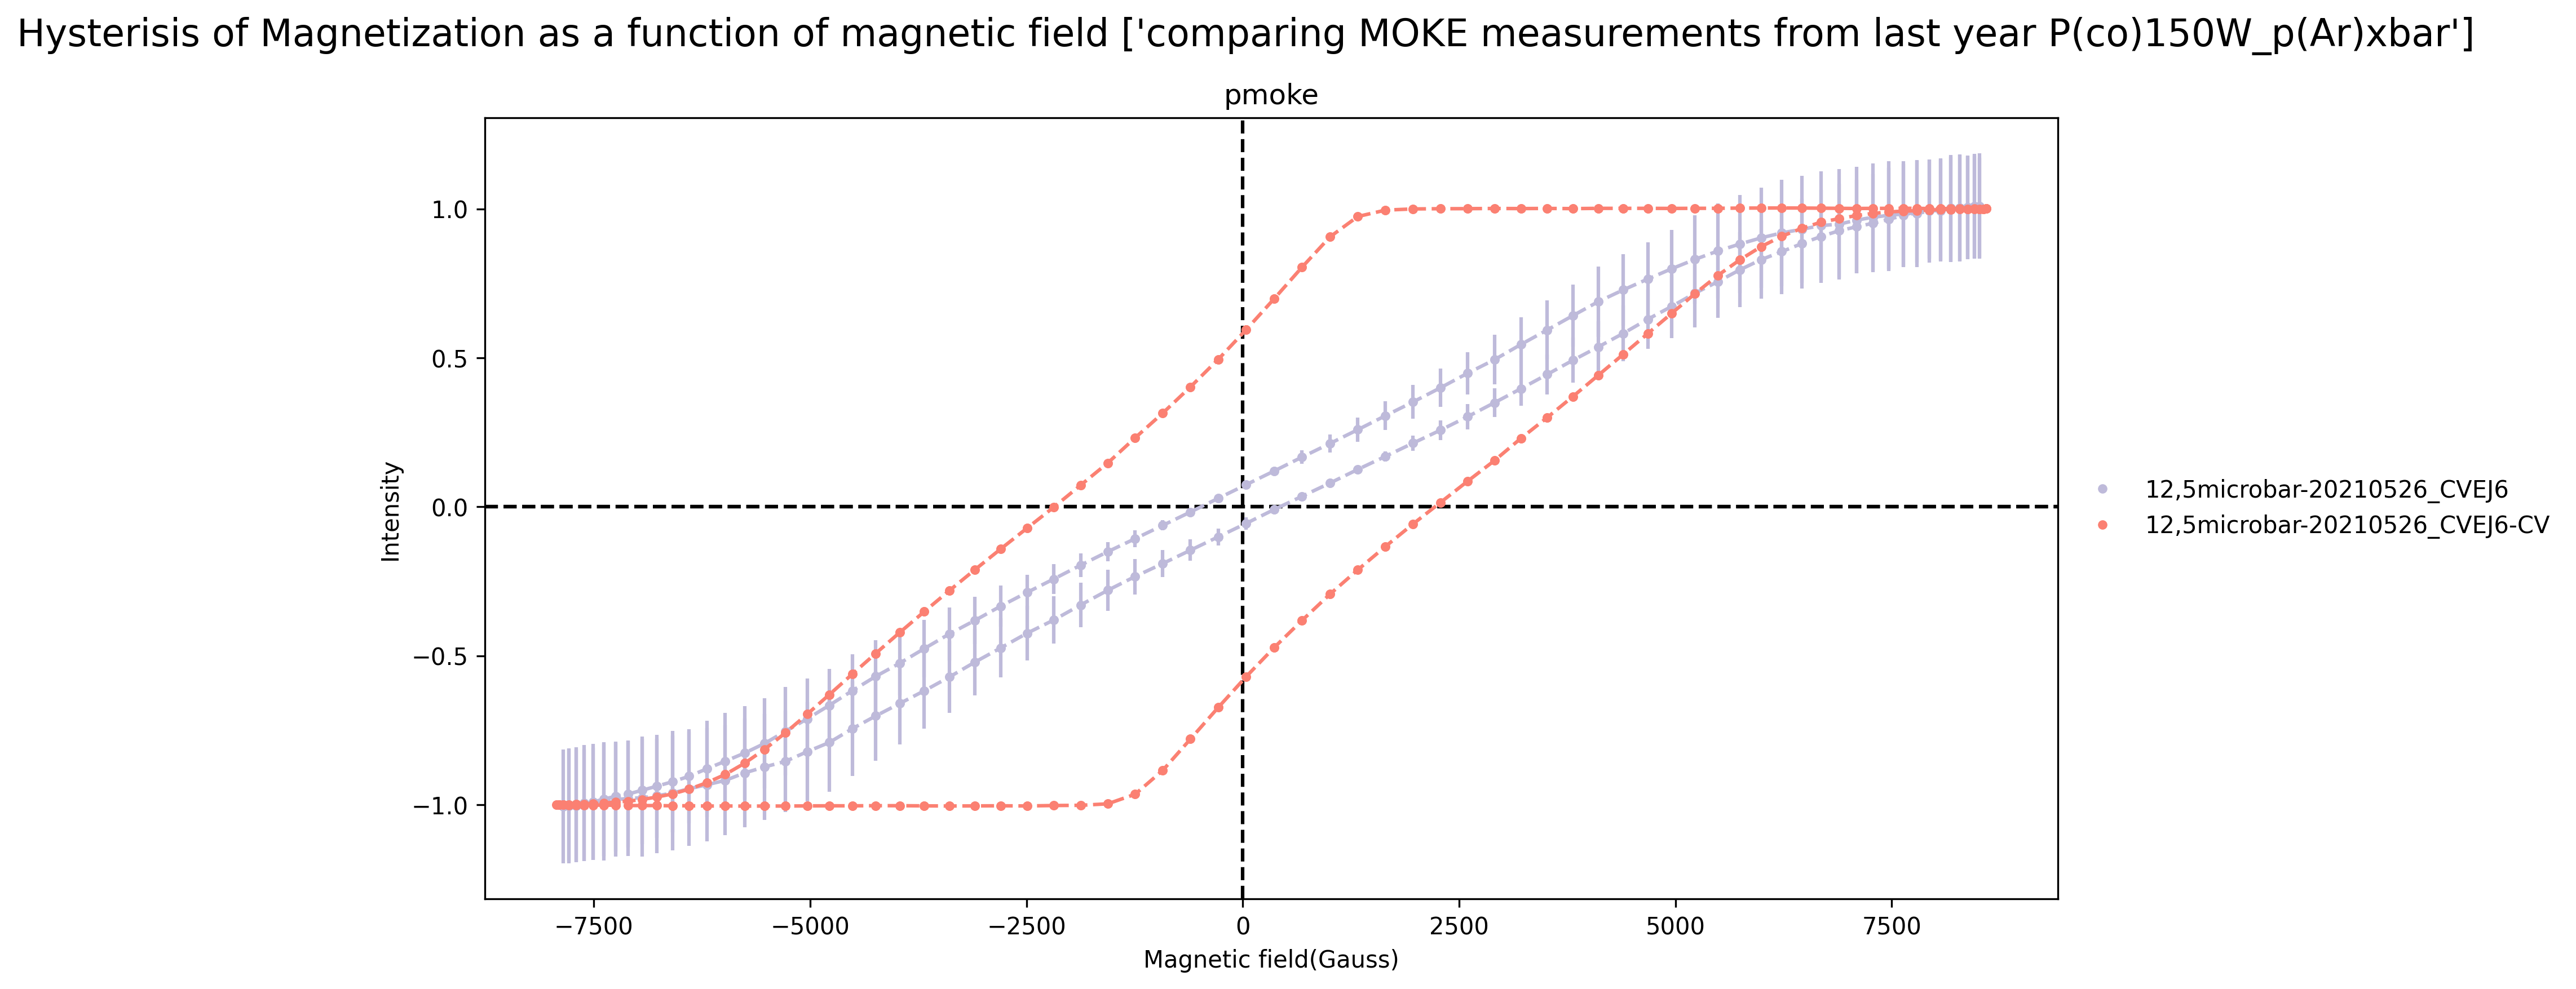 Hysterisis of Magnetization as a function of magnetic field ['comparing MOKE measurements from last year P(co)150W_p(Ar)xbar']
pmoke
1.0
0.5
0.0
−0.5
−1.0
Intensity
−7500
−5000
−2500
0
2500
5000
7500
Magnetic field(Gauss)
12,5microbar-20210526_CVEJ6
12,5microbar-20210526_CVEJ6-CV